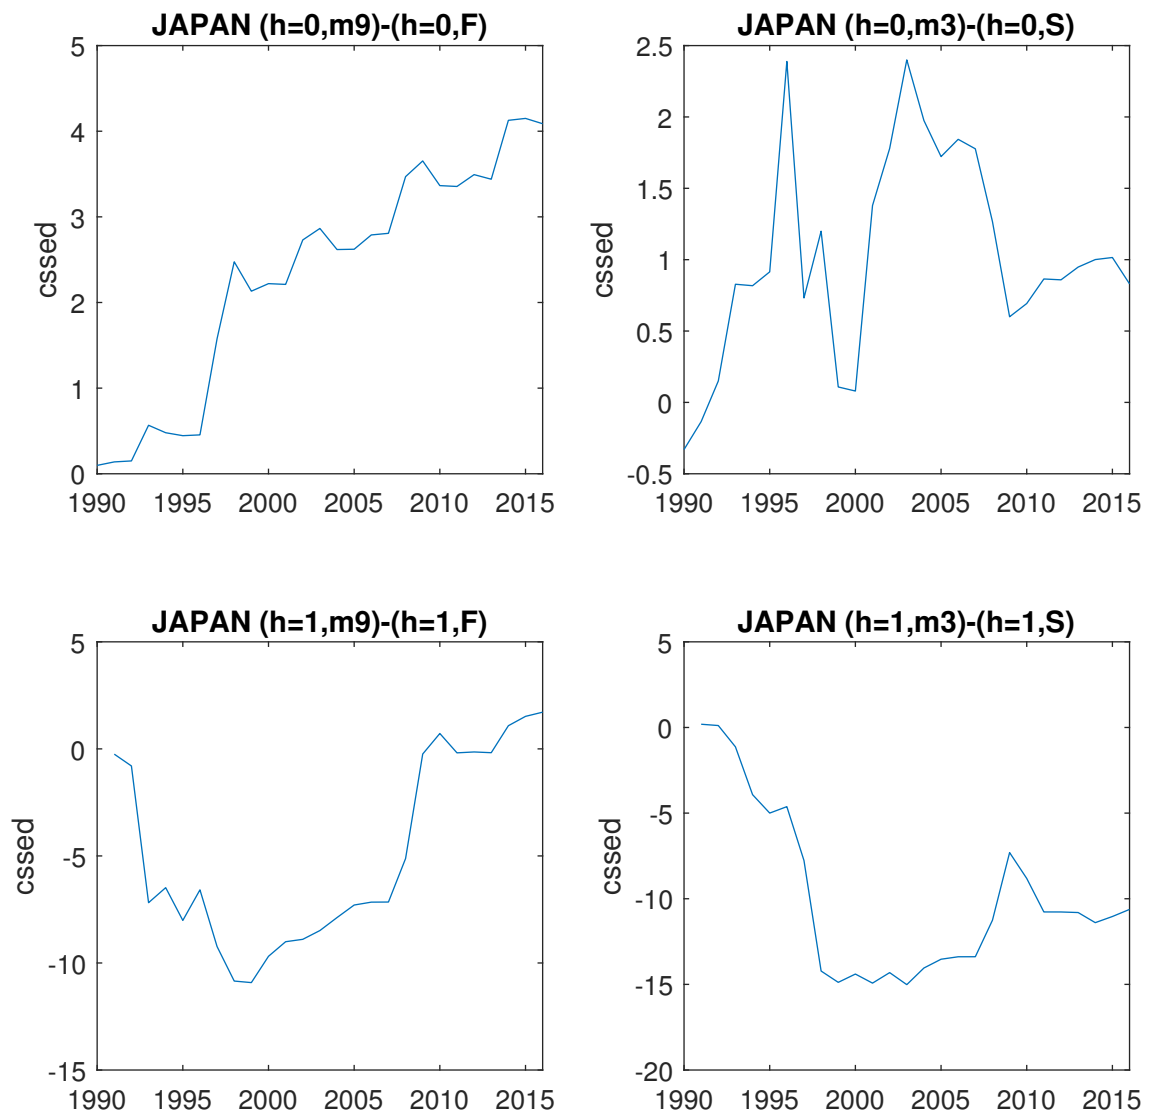 JAPAN (h=0,m9)-(h=0,F)
cssed
5
4
3
2
1
0
1990 1995 2000 2005 2010 2015
JAPAN (h=0,m3)-(h=0,S)
cssed
2.5
2
1.5
1
0.5
0
-0.5
1990 1995 2000 2005 2010 2015
JAPAN (h=1,m9)-(h=1,F)
cssed
5
0
-5
-10
-15
1990 1995 2000 2005 2010 2015
JAPAN (h=1,m3)-(h=1,S)
cssed
5
0
-5
-10
-15
-20
1990 1995 2000 2005 2010 2015